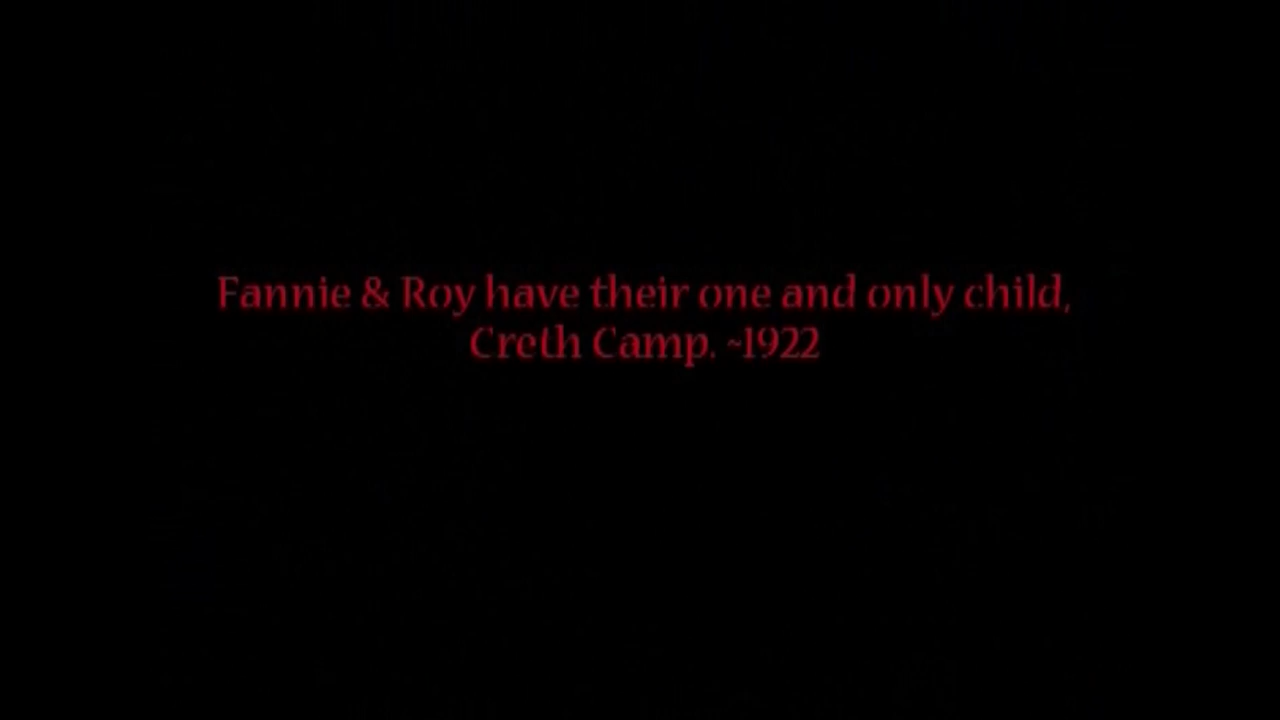 Fannie & Roy have their one and only child,
Creth Camp. ~1922